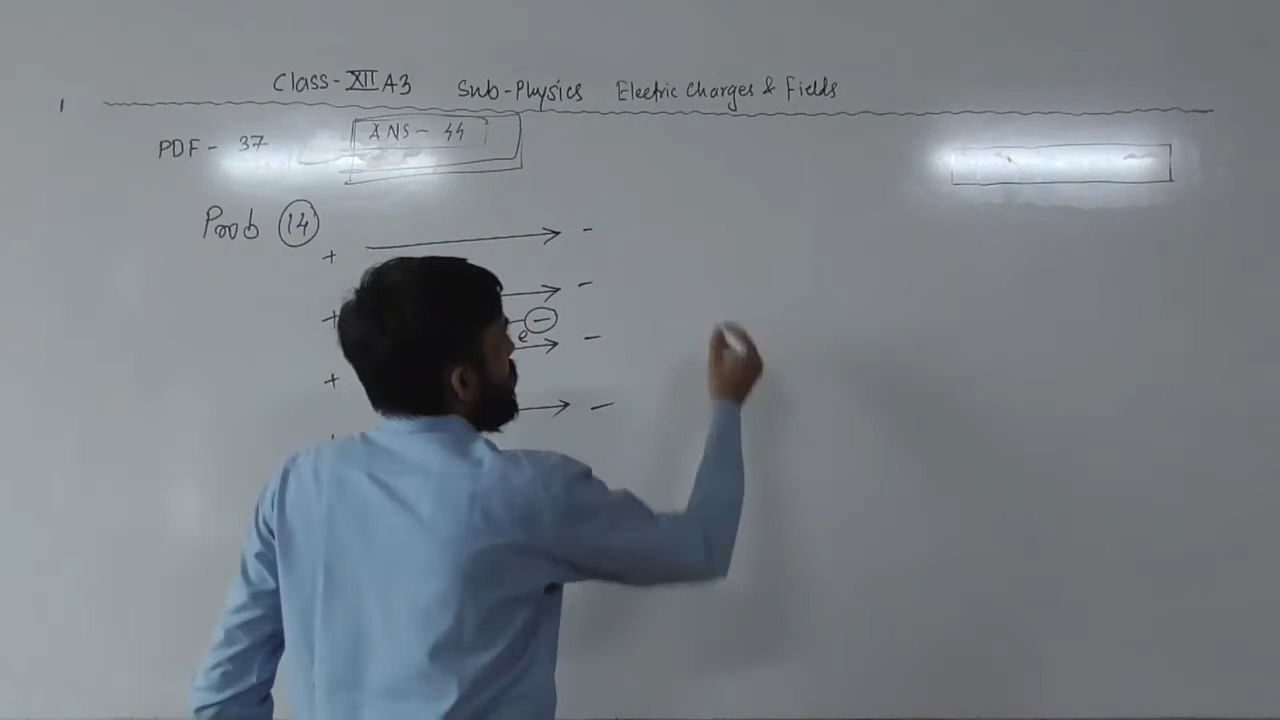 Class-XII A3 Sub-Physics Electric Charges & Fields
PDF - 37 ANS - 44
Prob 14
+ -
-
+ -
e -
+
-